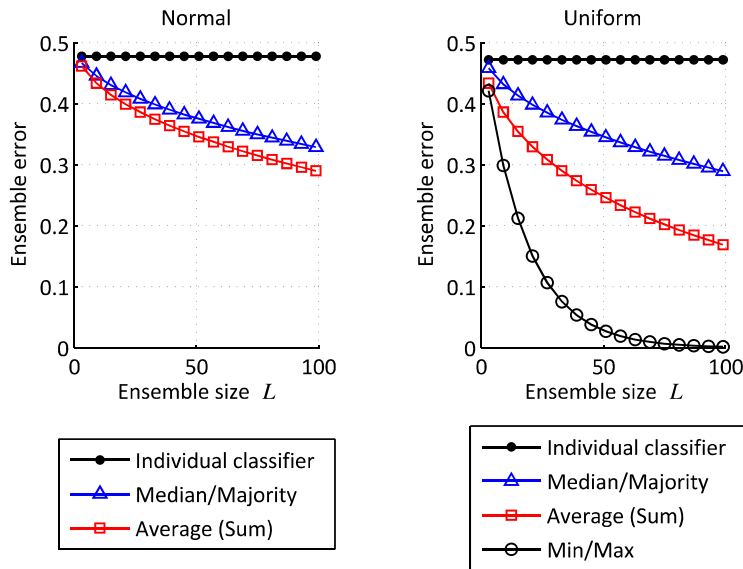 Normal
0.5
0.4
0.3
0.2
0.1
0
Ensemble error
0 50 100
Ensemble size L
Individual classifier
Median/Majority
Average (Sum)
Uniform
0.5
0.4
0.3
0.2
0.1
0
Ensemble error
0 50 100
Ensemble size L
Individual classifier
Median/Majority
Average (Sum)
Min/Max